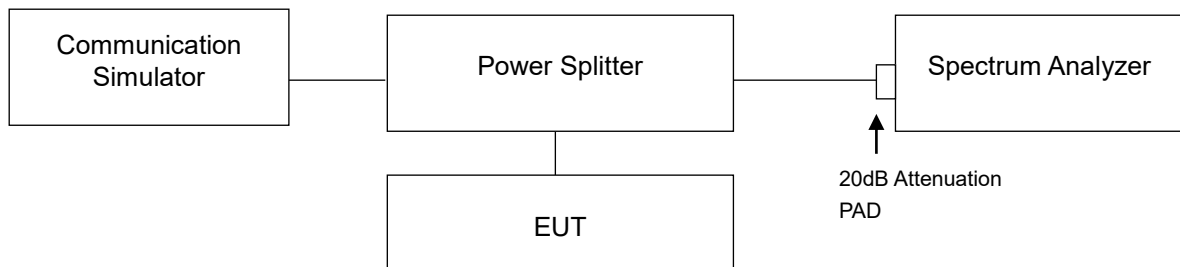 Communication
Simulator
Power Splitter
Spectrum Analyzer
20dB Attenuation
PAD
EUT